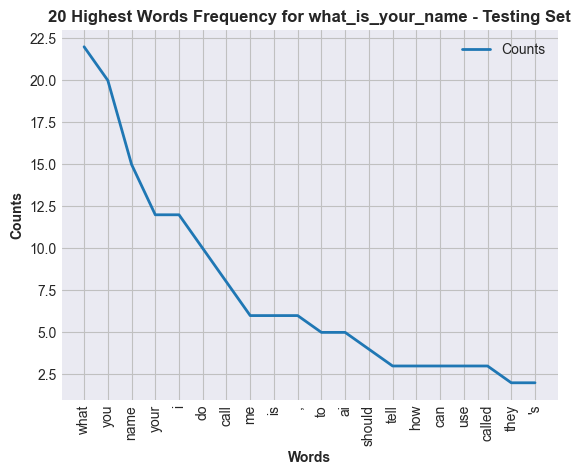 20 Highest Words Frequency for what_is_your_name - Testing Set
Counts
22.5
20.0
17.5
15.0
12.5
10.0
7.5
5.0
2.5
Counts
what
you
name
your
i
do
call
me
is
,
to
ai
should
tell
how
can
use
called
they
's
Words